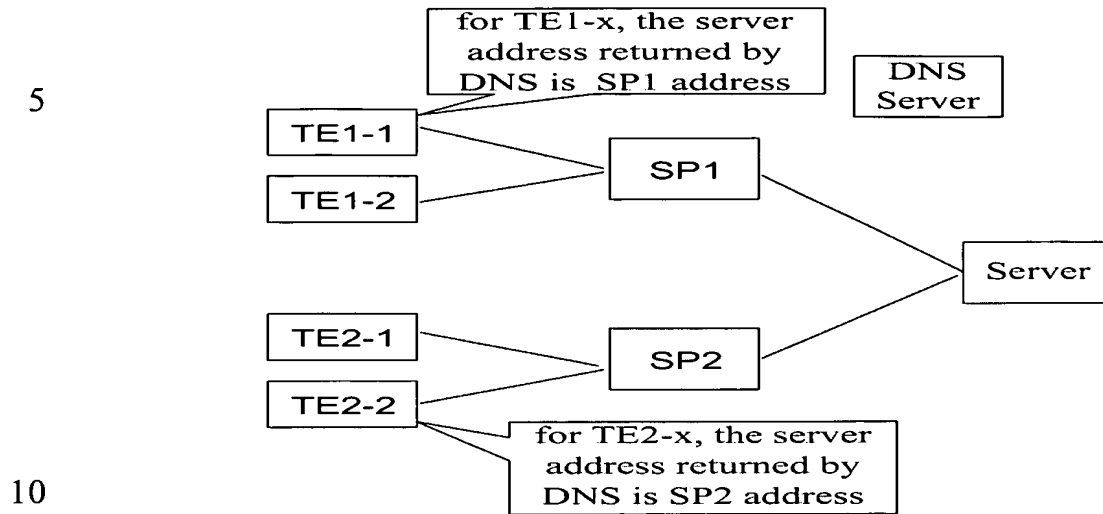 for TE1-x, the server
address returned by
DNS is SP1 address
DNS
Server
5
TE1-1
SP1
TE1-2
Server
TE2-1
SP2
TE2-2
for TE2-x, the server
address returned by
DNS is SP2 address
10